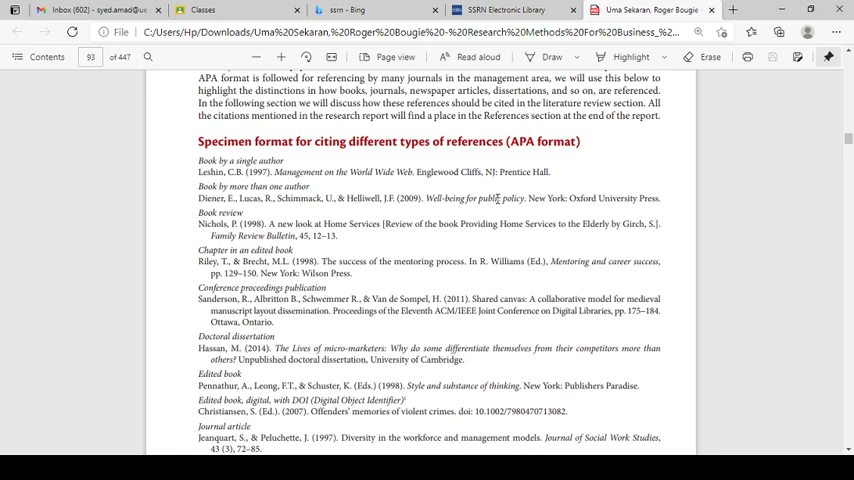 Inbox (602) - syed.amad@ue
Classes
ssrn - Bing
SSRN Electronic Library
Uma Sekaran, Roger Bougie
File
C:/Users/Hp/Downloads/Uma%20Sekaran,Roger%20Bougie%20-%20Research%20Methods%20For%20Business_%...
Contents
93
of 447
Page view
Read aloud
Draw
Highlight
Erase
APA format is followed for referencing by many journals in the management area, we will use this below to
highlight the distinctions in how books, journals, newspaper articles, dissertations, and so on, are referenced.
In the following section we will discuss how these references should be cited in the literature review section. All
the citations mentioned in the research report will find a place in the References section at the end of the report.
Specimen format for citing different types of references (APA format)
Book by a single author
Leshin, C.B. (1997). Management on the World Wide Web. Englewood Cliffs, NJ: Prentice Hall.
Book by more than one author
Diener, E., Lucas, R., Schimmack, U., & Helliwell, J.F. (2009). Well-being for public policy. New York: Oxford University Press.
Book review
Nichols, P. (1998). A new look at Home Services [Review of the book Providing Home Services to the Elderly by Girch, S.].
Family Review Bulletin, 45, 12–13.
Chapter in an edited book
Riley, T., & Brecht, M.L. (1998). The success of the mentoring process. In R. Williams (Ed.), Mentoring and career success,
pp. 129–150. New York: Wilson Press.
Conference proceedings publication
Sanderson, R., Albritton B., Schwemmer R., & Van de Sompel, H. (2011). Shared canvas: A collaborative model for medieval
manuscript layout dissemination. Proceedings of the Eleventh ACM/IEEE Joint Conference on Digital Libraries, pp. 175–184.
Ottawa, Ontario.
Doctoral dissertation
Hassan, M. (2014). The Lives of micro-marketers: Why do some differentiate themselves from their competitors more than
others? Unpublished doctoral dissertation, University of Cambridge.
Edited book
Pennathur, A., Leong, F.T., & Schuster, K. (Eds.) (1998). Style and substance of thinking. New York: Publishers Paradise.
Edited book, digital, with DOI (Digital Object Identifier)¹
Christiansen, S. (Ed.). (2007). Offenders’ memories of violent crimes. doi: 10.1002/7980470713082.
Journal article
Jeanquart, S., & Peluchette, J. (1997). Diversity in the workforce and management models. Journal of Social Work Studies,
43 (3), 72–85.